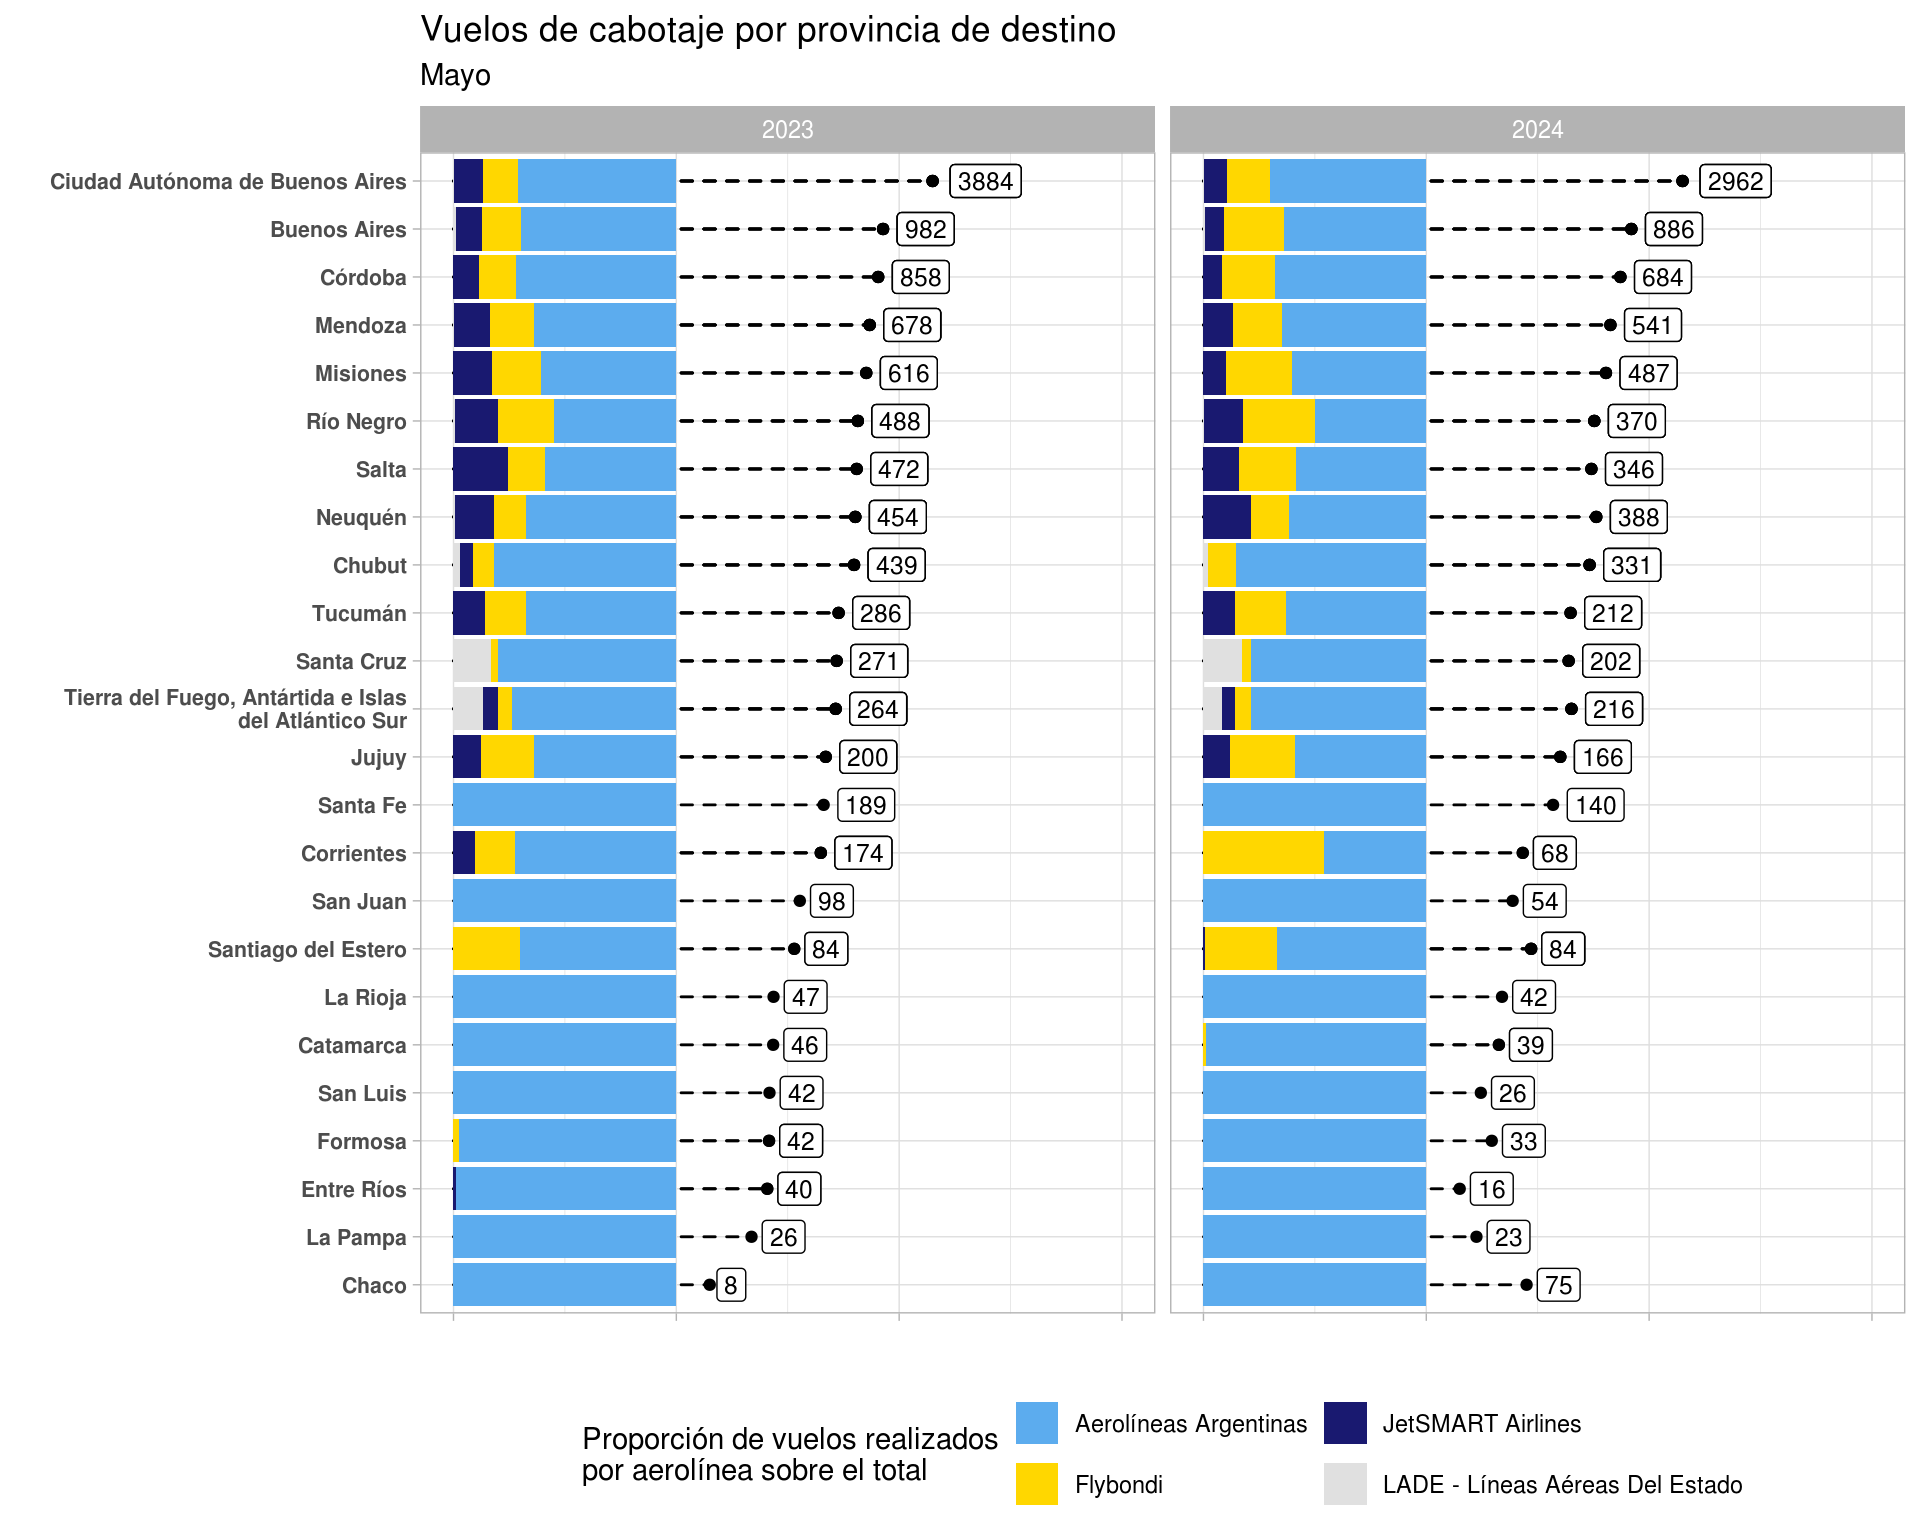 Vuelos de cabotaje por provincia de destino
Mayo
2023 2024
Ciudad Autónoma de Buenos Aires 3884 2962
Buenos Aires 982 886
Córdoba 858 684
Mendoza 678 541
Misiones 616 487
Río Negro 488 370
Salta 472 346
Neuquén 454 388
Chubut 439 331
Tucumán 286 212
Santa Cruz 271 202
Tierra del Fuego, Antártida e Islas
del Atlántico Sur 264 216
Jujuy 200 166
Santa Fe 189 140
Corrientes 174 68
San Juan 98 54
Santiago del Estero 84 84
La Rioja 47 42
Catamarca 46 39
San Luis 42 26
Formosa 42 33
Entre Ríos 40 16
La Pampa 26 23
Chaco 8 75
Proporción de vuelos realizados
por aerolínea sobre el total
Aerolíneas Argentinas JetSMART Airlines
Flybondi LADE - Líneas Aéreas Del Estado